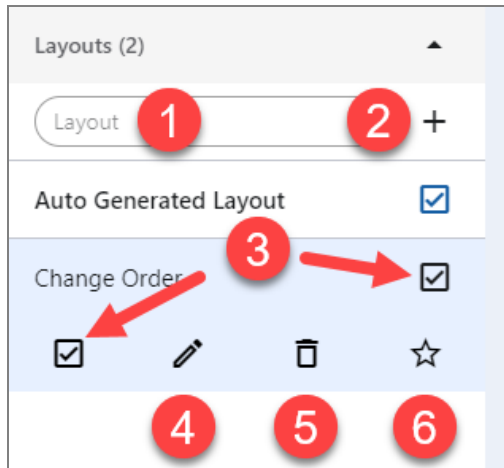 Layouts (2)
Layout 1 2
Auto Generated Layout
3
Change Order
4 5 6